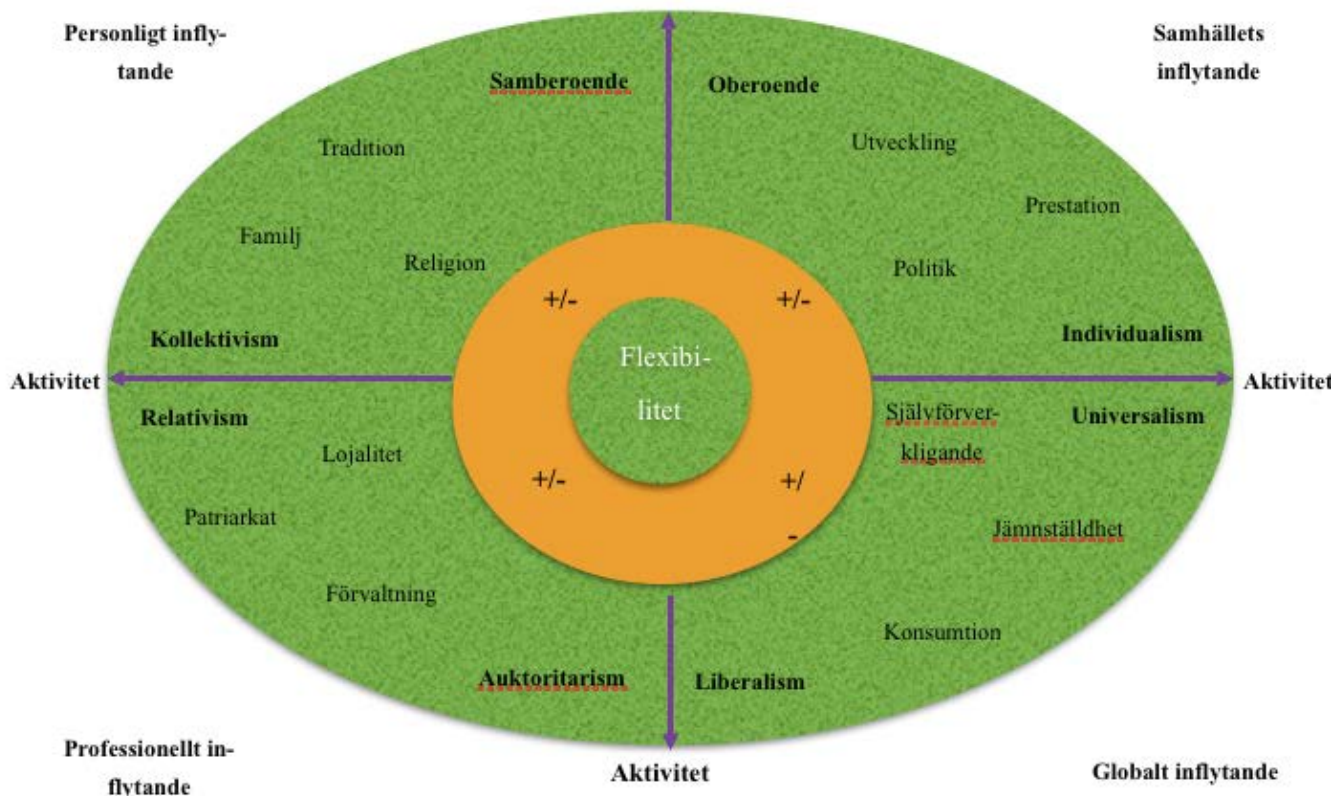 Personligt infly-
tande
Samhällets
inflytande
Samberoende
Oberoende
Tradition
Utveckling
Prestation
Familj
Religion
Politik
+/-
+/-
Kollektivism
Individualism
Flexibi-
litet
Aktivitet
Aktivitet
Relativism
Självförver-
kligande
Universalism
Lojalitet
+/-
+/
-
Patriarkat
Jämnställdhet
Förvaltning
Konsumtion
Auktoritarism
Liberalism
Professionellt in-
flytande
Aktivitet
Globalt inflytande